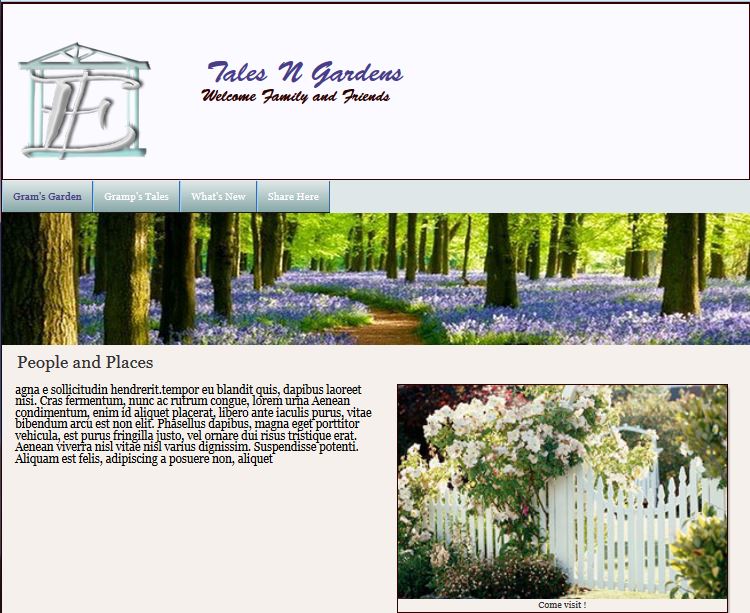 E
Tales N Gardens
Welcome Family and Friends
Gram's Garden Gramp's Tales What's New Share Here
People and Places
agna e sollicitudin hendrerit.tempor eu blandit quis, dapibus laoreet
nisi. Cras fermentum, nunc ac rutrum congue, lorem urna Aenean
condimentum, enim id aliquet placerat, libero ante iaculis purus, vitae
bibendum arcu est non elit. Phasellus dapibus, magna eget porttitor
vehicula, est purus fringilla justo, vel ornare dui risus tristique erat.
Aenean viverra nisl vitae nisl varius dignissim. Suspendisse potenti.
Aliquam est felis, adipiscing a posuere non, aliquet
Come visit !